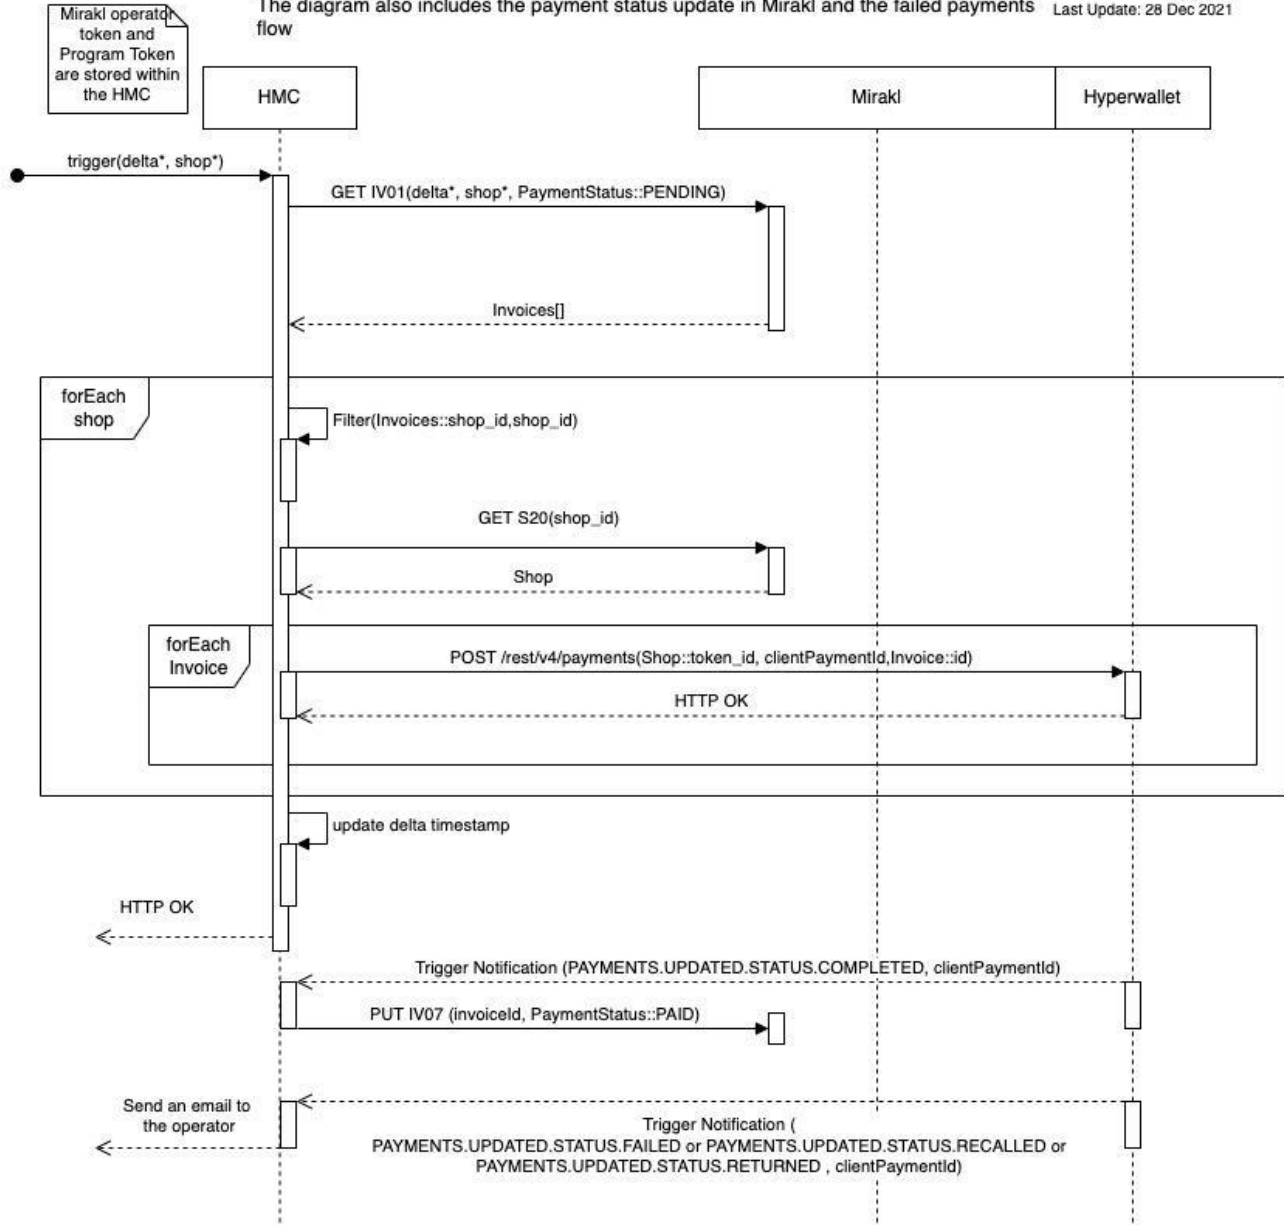 The diagram also includes the payment status update in Mirakl and the failed payments
flow
Last Update: 28 Dec 2021
Mirakl operator
token and
Program Token
are stored within
the HMC
HMC
Mirakl
Hyperwallet
trigger(delta*, shop*)
GET IV01(delta*, shop*, PaymentStatus::PENDING)
Invoices[]
forEach
shop
Filter(Invoices::shop_id,shop_id)
GET S20(shop_id)
Shop
forEach
Invoice
POST /rest/v4/payments(Shop::token_id, clientPaymentId,Invoice::id)
HTTP OK
update delta timestamp
HTTP OK
Trigger Notification (PAYMENTS.UPDATED.STATUS.COMPLETED, clientPaymentId)
PUT IV07 (invoiceId, PaymentStatus::PAID)
Send an email to
the operator
Trigger Notification (
PAYMENTS.UPDATED.STATUS.FAILED or PAYMENTS.UPDATED.STATUS.RECALLED or
PAYMENTS.UPDATED.STATUS.RETURNED , clientPaymentId)